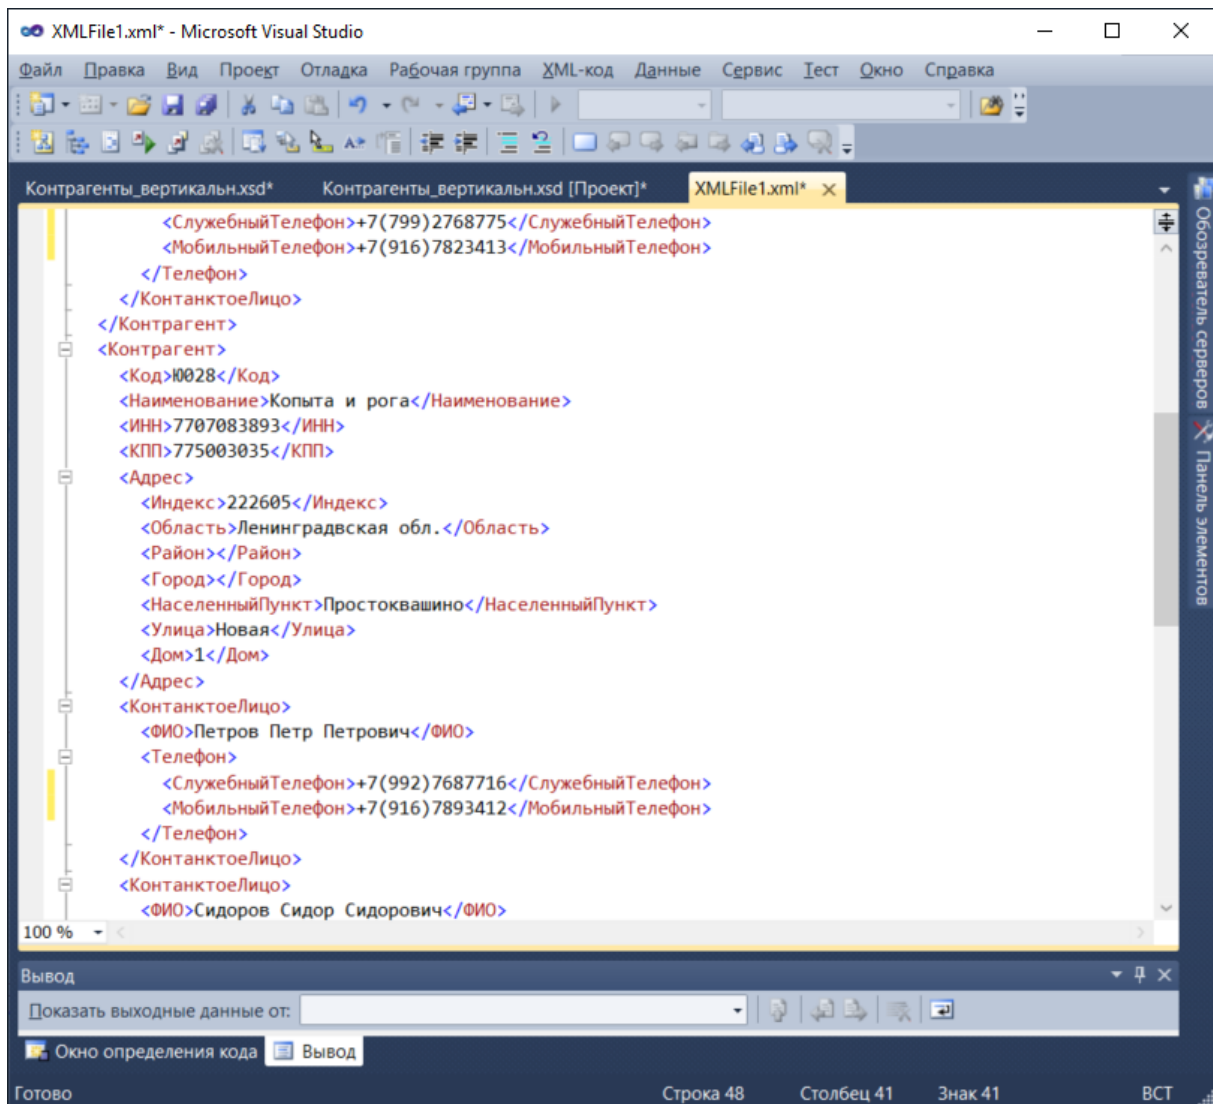 XMLFile1.xml* - Microsoft Visual Studio
Файл Правка Вид Проект Отладка Рабочая группа XML-код Данные Сервис Тест Окно Справка
Контрагенты_вертикальн.xsd* Контрагенты_вертикальн.xsd [Проект]* XMLFile1.xml*
<СлужебныйТелефон>+7(799)2768775</СлужебныйТелефон>
<МобильныйТелефон>+7(916)7823413</МобильныйТелефон>
</Телефон>
</КонтанктоеЛицо>
</Контрагент>
<Контрагент>
<Код>Ю028</Код>
<Наименование>Копыта и рога</Наименование>
<ИНН>7707083893</ИНН>
<КПП>775003035</КПП>
<Адрес>
<Индекс>222605</Индекс>
<Область>Ленинградвская обл.</Область>
<Район></Район>
<Город></Город>
<НаселенныйПункт>Простоквашино</НаселенныйПункт>
<Улица>Новая</Улица>
<Дом>1</Дом>
</Адрес>
<КонтанктоеЛицо>
<ФИО>Петров Петр Петрович</ФИО>
<Телефон>
<СлужебныйТелефон>+7(992)7687716</СлужебныйТелефон>
<МобильныйТелефон>+7(916)7893412</МобильныйТелефон>
</Телефон>
</КонтанктоеЛицо>
<КонтанктоеЛицо>
<ФИО>Сидоров Сидор Сидорович</ФИО>
100 %
Обозреватель серверов
Панель элементов
Вывод
Показать выходные данные от:
Окно определения кода Вывод
Готово Строка 48 Столбец 41 Знак 41 ВСТ